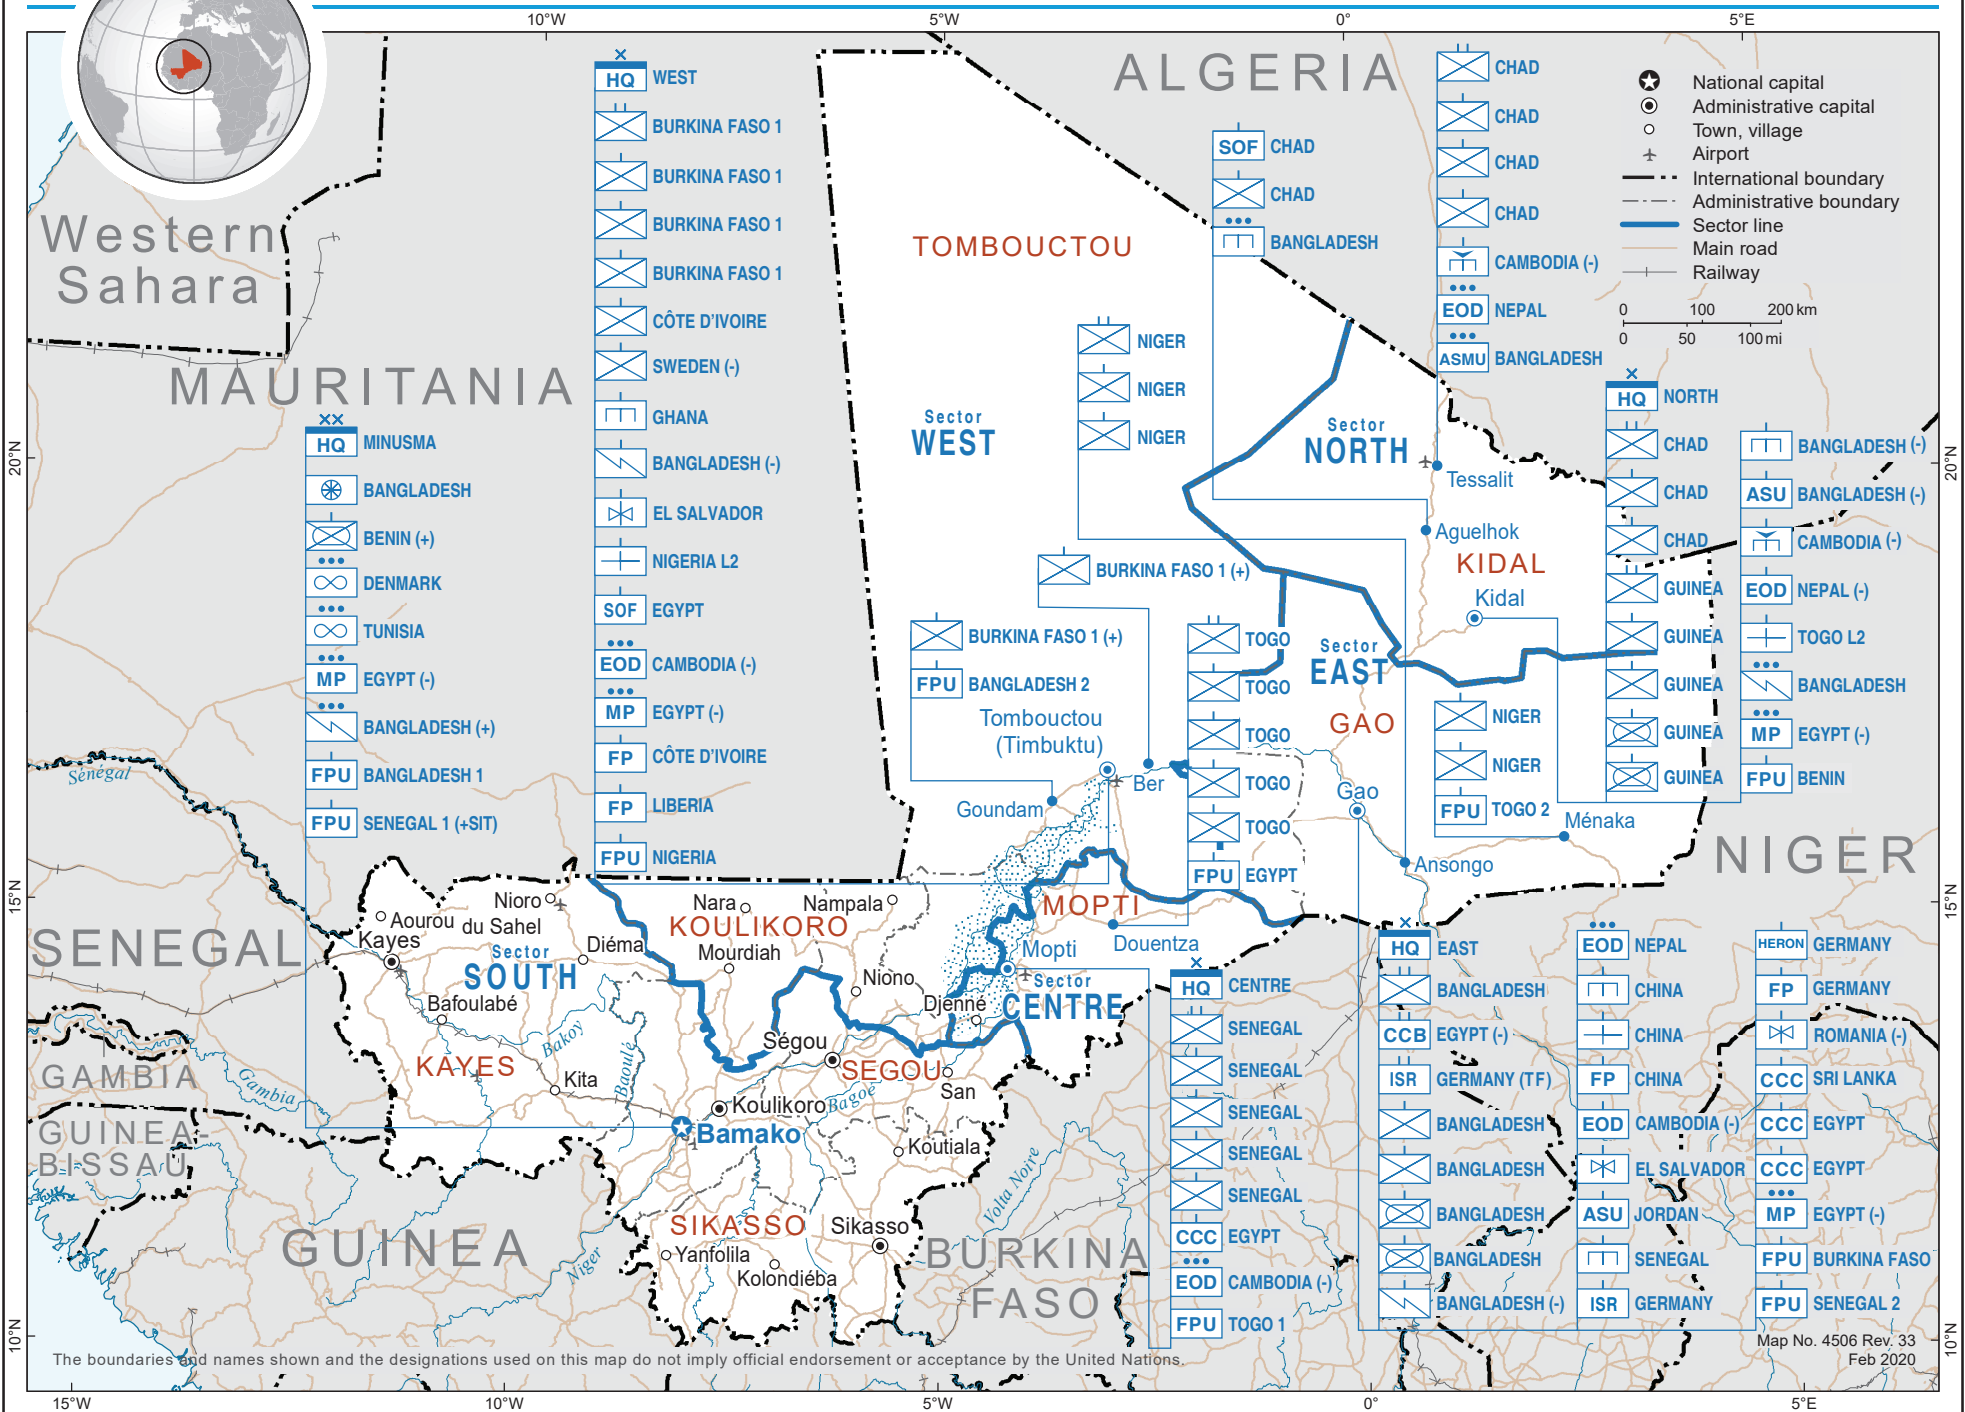 10°W
5°W
0°
5°E
ALGERIA
Western
Sahara
MAURITANIA
SENEGAL
GAMBIA
GUINEA-
BISSAU
GUINEA
BURKINA
FASO
NIGER
National capital
Administrative capital
Town, village
Airport
International boundary
Administrative boundary
Sector line
Main road
Railway
0 100 200 km
0 50 100 mi
HQ WEST
BURKINA FASO 1
BURKINA FASO 1
BURKINA FASO 1
BURKINA FASO 1
CÔTE D'IVOIRE
SWEDEN (-)
GHANA
BANGLADESH (-)
EL SALVADOR
NIGERIA L2
SOF EGYPT
EOD CAMBODIA (-)
MP EGYPT (-)
FP CÔTE D'IVOIRE
FP LIBERIA
FPU NIGERIA
HQ MINUSMA
BANGLADESH
BENIN (+)
DENMARK
TUNISIA
MP EGYPT (-)
BANGLADESH (+)
FPU BANGLADESH 1
FPU SENEGAL 1 (+SIT)
SOF CHAD
CHAD
BANGLADESH
CHAD
CHAD
CHAD
CHAD
CAMBODIA (-)
EOD NEPAL
ASMU BANGLADESH
NIGER
NIGER
NIGER
BURKINA FASO 1 (+)
BURKINA FASO 1 (+)
FPU BANGLADESH 2
TOGO
TOGO
TOGO
TOGO
TOGO
FPU EGYPT
NIGER
NIGER
FPU TOGO 2
HQ NORTH
CHAD
CHAD
CHAD
GUINEA
GUINEA
GUINEA
GUINEA
GUINEA
BANGLADESH (-)
ASU BANGLADESH (-)
CAMBODIA (-)
EOD NEPAL (-)
TOGO L2
BANGLADESH
MP EGYPT (-)
FPU BENIN
TOMBOUCTOU
Sector
WEST
Sector
NORTH
Tessalit
Aguelhok
KIDAL
Kidal
Sector
EAST
GAO
Gao
Ménaka
Ansongo
Tombouctou
(Timbuktu)
Ber
Goundam
MOPTI
Douentza
Mopti
Sector
CENTRE
Djenné
Nioro
du Sahel
Aourou
Kayes
Sector
SOUTH
Diéma
Nara
KOULIKORO
Mourdiah
Nampala
Niono
Bafoulabé
KAYES
Kita
Ségou
SEGOU
San
Koulikoro
Bamako
Koutiala
SIKASSO
Sikasso
Yanfolila
Kolondiéba
Sénégal
Gambia
Bakoy
Baoulé
Bagoé
Niger
Volta Noire
HQ CENTRE
SENEGAL
SENEGAL
SENEGAL
SENEGAL
SENEGAL
CCC EGYPT
EOD CAMBODIA (-)
FPU TOGO 1
HQ EAST
BANGLADESH
CCB EGYPT (-)
ISR GERMANY (TF)
BANGLADESH
BANGLADESH
BANGLADESH
BANGLADESH
BANGLADESH (-)
EOD NEPAL
CHINA
CHINA
FP CHINA
EOD CAMBODIA (-)
EL SALVADOR
ASU JORDAN
SENEGAL
ISR GERMANY
HERON GERMANY
FP GERMANY
ROMANIA (-)
CCC SRI LANKA
CCC EGYPT
CCC EGYPT
MP EGYPT (-)
FPU BURKINA FASO
FPU SENEGAL 2
20°N
15°N
10°N
20°N
15°N
10°N
The boundaries and names shown and the designations used on this map do not imply official endorsement or acceptance by the United Nations.
Map No. 4506 Rev. 33
Feb 2020
15°W
10°W
5°W
0°
5°E